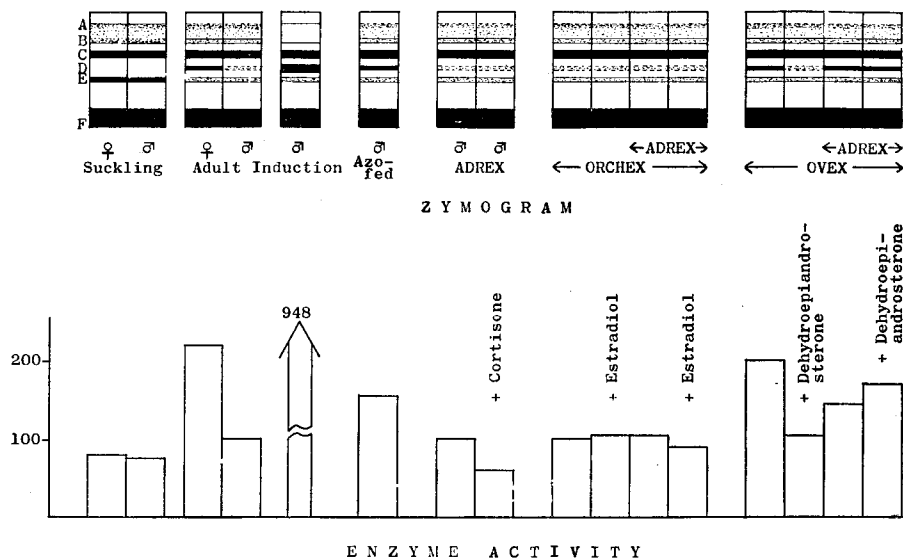 A
B
C
D
E
F
♀ ♂ ♀ ♂ ♂ ♂ ♂ ♂ ←ADREX→ ←ADREX→
Suckling Adult Induction Azo-
fed ADREX ←ORCHEX→ ←OVEX→
ZYMOGRAM
948
+ Cortisone
+ Estradiol
+ Estradiol
+ Dehydroepiandro-
sterone
+ Dehydroepi-
androsterone
200
100
ENZYME ACTIVITY